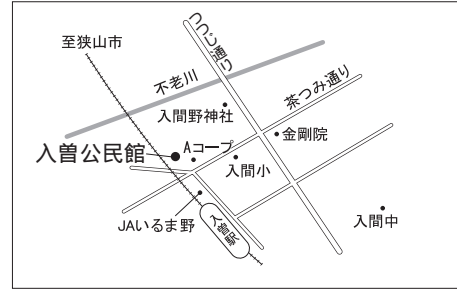 至狭山市
つつじ通り
不老川
茶つみ通り
入間野神社
金剛院
入曽公民館
Aコープ
入間小
JAいるま野
入曽駅
入間中